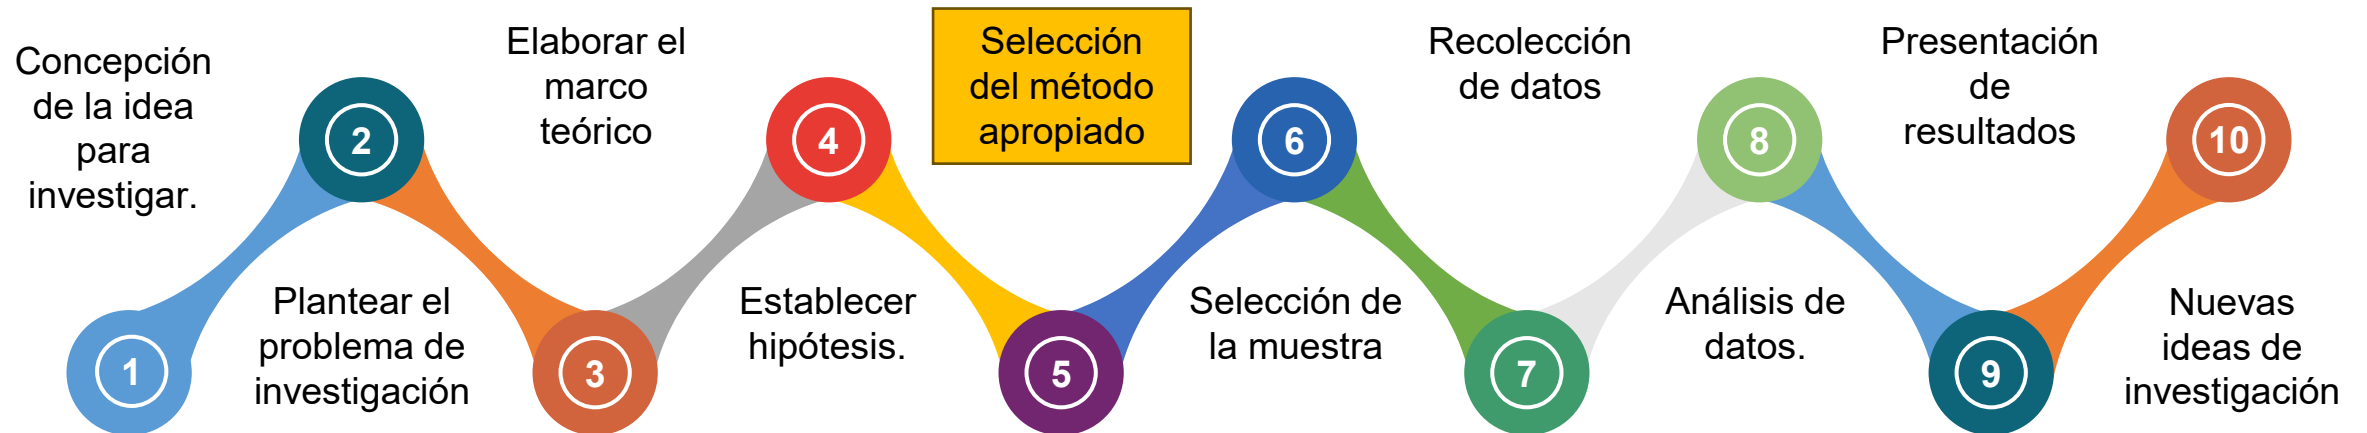 Concepción
de la idea
para
investigar.
1
2
Plantear el
problema de
investigación
Elaborar el
marco
teórico
3
4
Establecer
hipótesis.
Selección
del método
apropiado
5
6
Selección de
la muestra
Recolección
de datos
7
8
Análisis de
datos.
Presentación
de
resultados
9
10
Nuevas
ideas de
investigación